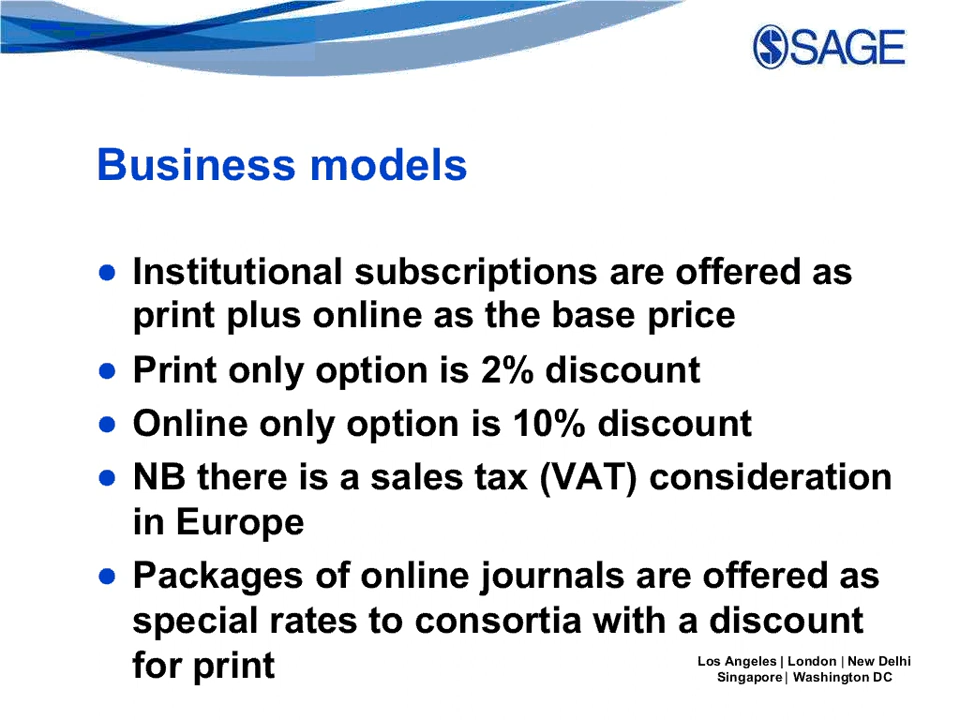 SAGE
Business models
● Institutional subscriptions are offered as
print plus online as the base price
● Print only option is 2% discount
● Online only option is 10% discount
● NB there is a sales tax (VAT) consideration
in Europe
● Packages of online journals are offered as
special rates to consortia with a discount
for print
Los Angeles | London | New Delhi
Singapore | Washington DC